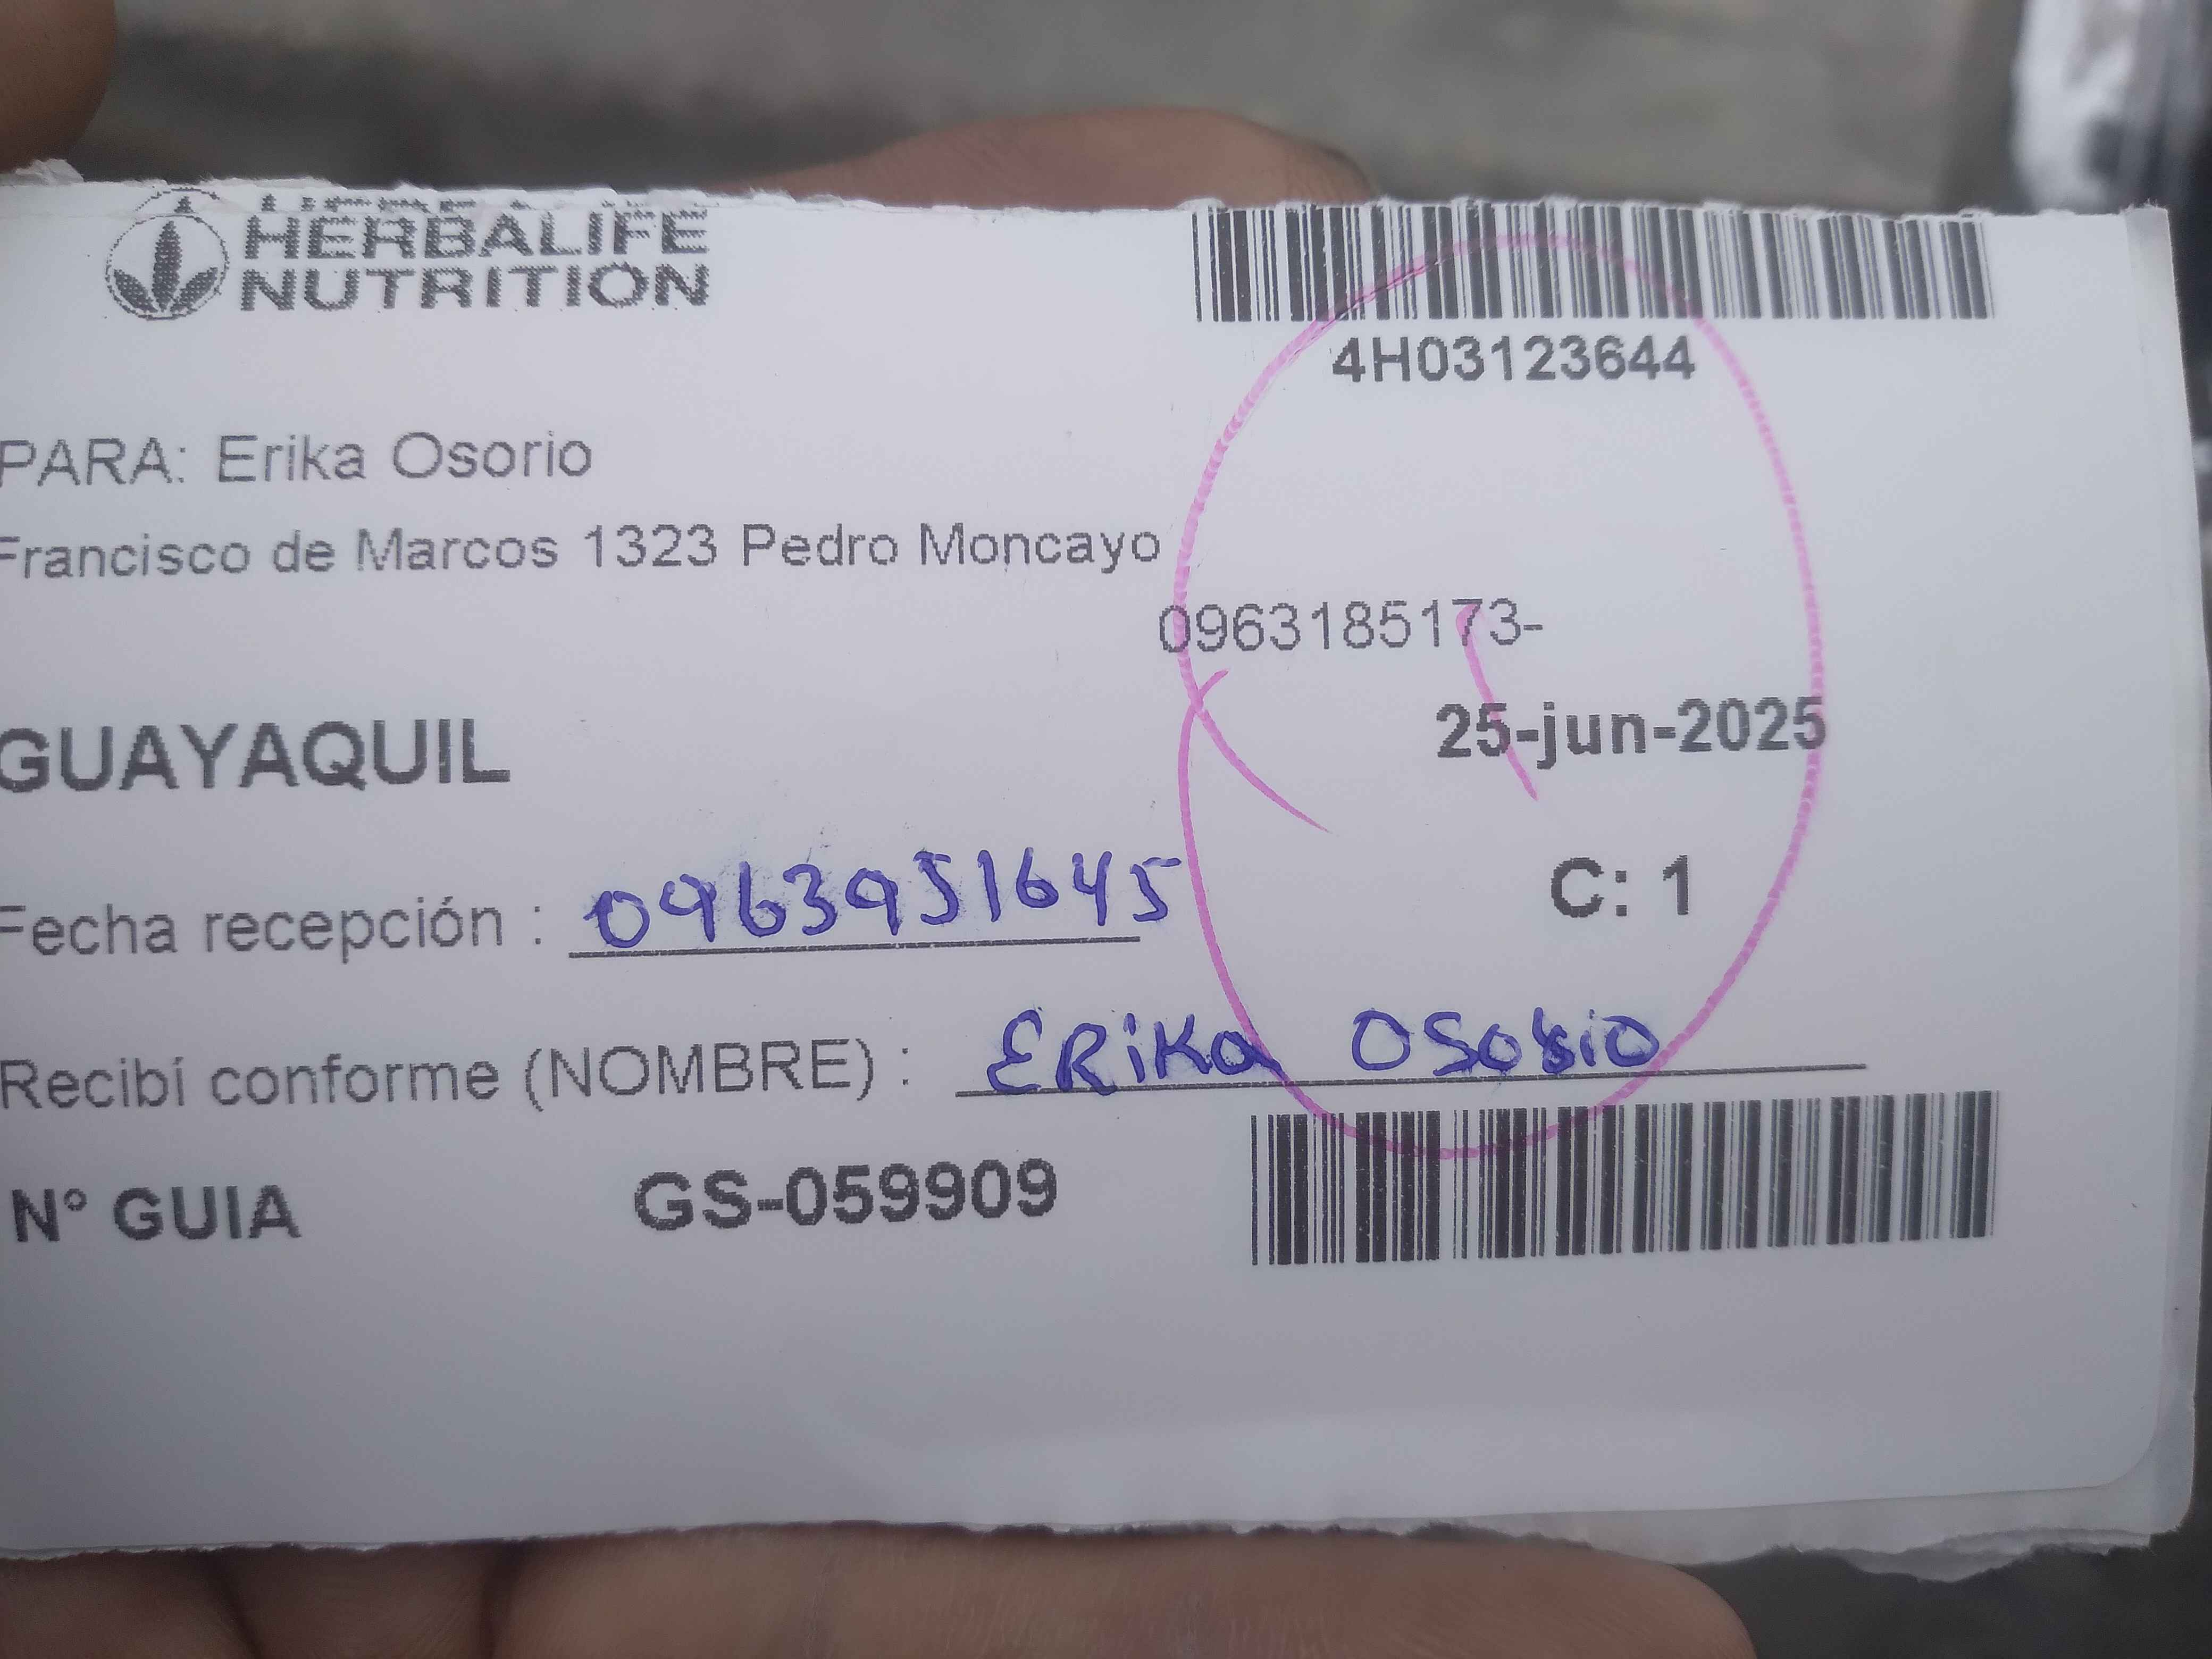 HERBALIFE
NUTRITION
4H03123644
PARA: Erika Osorio
Francisco de Marcos 1323 Pedro Moncayo
0963185173-
GUAYAQUIL
25-jun-2025
C: 1
Fecha recepción : 0963951645
Recibí conforme (NOMBRE) : ERiKa OSoRio
N° GUIA GS-059909